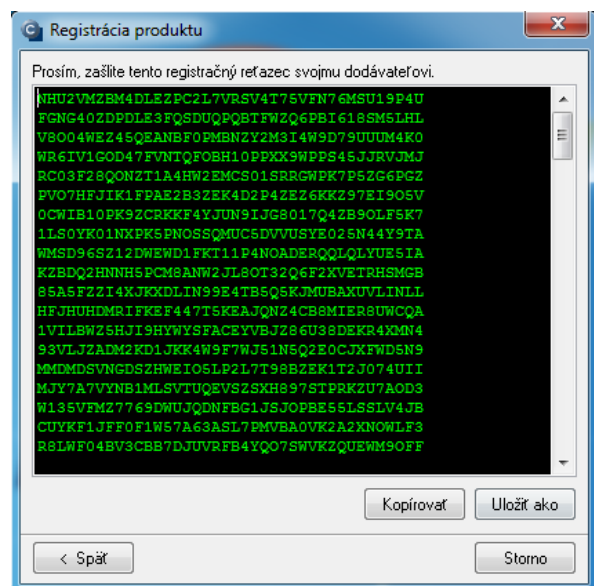 Registrácia produktu
Prosím, zašlite tento registračný reťazec svojmu dodávateľovi.
NHU2VMZBM4DLEZPC2L7VRSV4T75VFN76MSU19P4U
FGNG40ZDPDLE3FQSDUQPQBTFWZQ6PBI618SM5LHL
V8O04WEZ45QEANBF0PMBNZY2M3I4W9D79UUUM4K0
WR6IV1GOD47FVNTQFOBH10PPXX9WPPS45JJRVJMJ
RC03F28QONZT1A4HW2EMCS01SRRGWPK7P5ZG6PGZ
PVO7HFJIK1FPAE2B3ZEK4D2P4ZEZ6KKZ97EI9O5V
0CWIB10PK9ZCRKKF4YJUN9IJG8017Q4ZB9OLF5K7
1LS0YK01NXPK5PNOSSQMUC5DVVUSYE025N44Y9TA
WMSD96SZ12DWEWD1FKT11P4NOADERQQLQLYUE5IA
KZBDQ2HNNH5PCM8ANW2JL8OT32Q6F2XVETRHSMGB
85A5FZZI4XJKXDLIN99E4TB5Q5KJMUBAXUVLINLL
HFJHUHDMRIFKEF447T5KEAJQNZ4CB8MIER8UWCQA
1VILBWZ5HJI9HYWYSFACEYVBJZ86U38DEKR4XMN4
93VLJZADM2KD1JKK4W9F7WJ51N5Q2E0CJXFWD5N9
MMDMDSVNGDSZHWEIO5LP2L7T98BZEK1T2J074UII
MJY7A7VYNB1MLSVTUQEVSZSXH897STPRKZU7AOD3
W135VFMZ7769DWUJQDNFBG1JSJOPBE55LSSLV4JB
CUYKF1JFF0F1W57A63ASL7PMVBA0VK2A2XNOWLF3
R8LWF04BV3CBB7DJUVRFB4YQO7SWVKZQUEWM9OFF
Kopírovať
Uložiť ako
< Späť
Storno